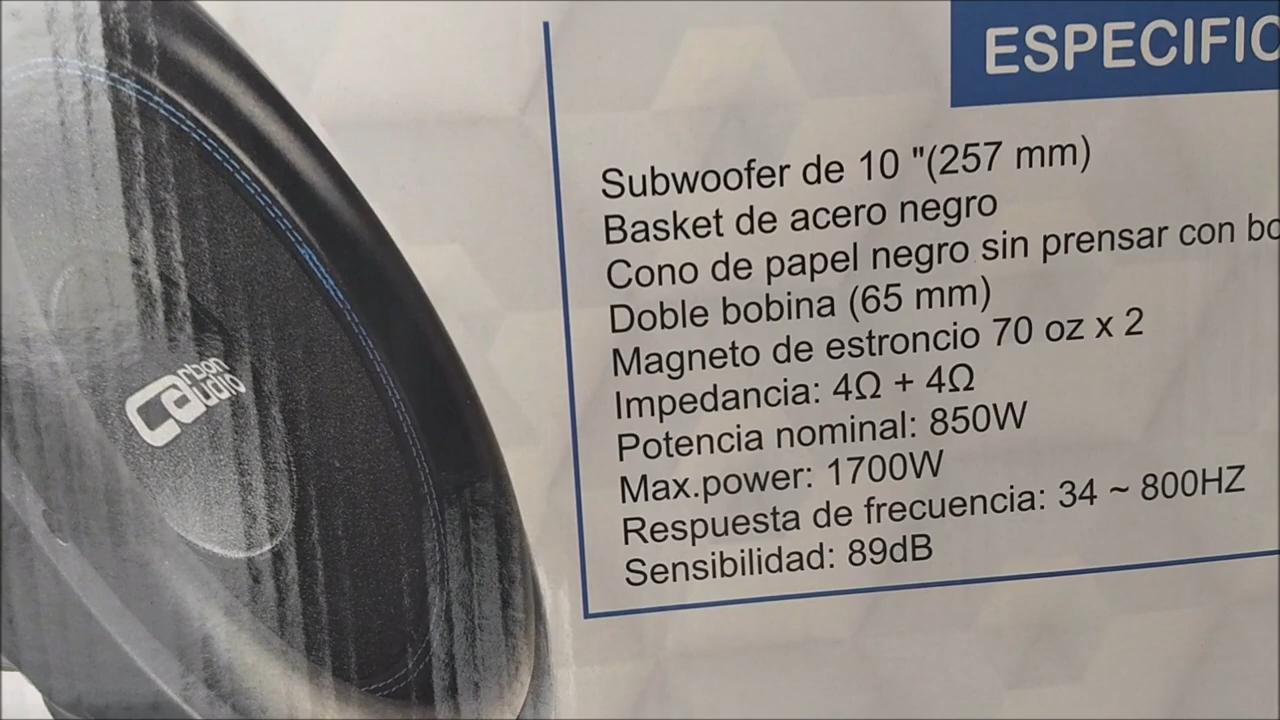 ESPECIFIC
Subwoofer de 10 "(257 mm)
Basket de acero negro
Cono de papel negro sin prensar con bo
Doble bobina (65 mm)
Magneto de estroncio 70 oz x 2
Impedancia: 4Ω + 4Ω
Potencia nominal: 850W
Max.power: 1700W
Respuesta de frecuencia: 34 ~ 800HZ
Sensibilidad: 89dB
Carbon
audio